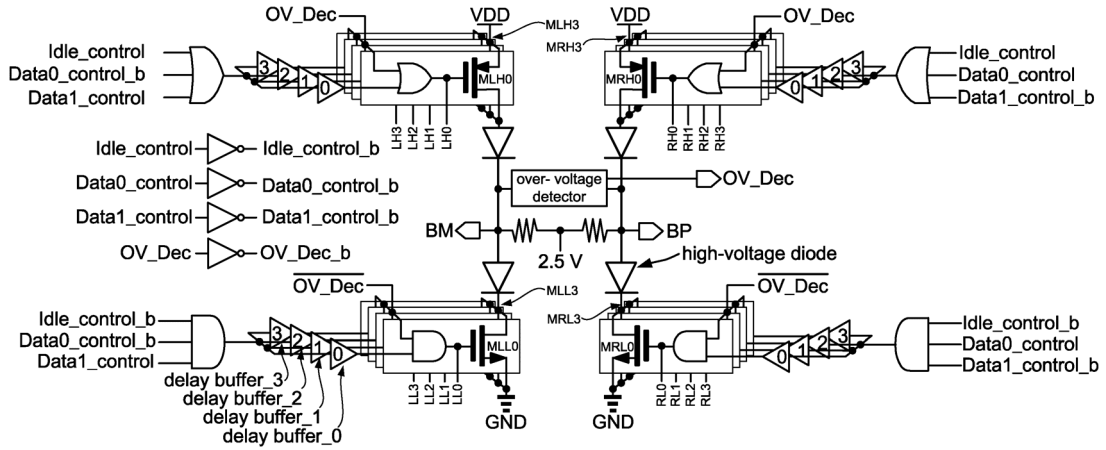 OV_Dec
VDD
MLH3
VDD
OV_Dec
MRH3
Idle_control
Data0_control_b
Data1_control
3
2
1
0
MLH0
MRH0
0
1
2
3
Idle_control
Data0_control
Data1_control_b
LH3
LH2
LH1
LH0
RH0
RH1
RH2
RH3
Idle_control
Idle_control_b
Data0_control
Data0_control_b
Data1_control
Data1_control_b
OV_Dec
OV_Dec_b
over- voltage
detector
OV_Dec
BM
BP
2.5 V
high-voltage diode
OV_Dec
MLL3
MRL3
OV_Dec
Idle_control_b
Data0_control_b
Data1_control
3
2
1
0
MLL0
MRL0
0
1
2
3
Idle_control_b
Data0_control
Data1_control_b
LL3
LL2
LL1
LL0
RL0
RL1
RL2
RL3
delay buffer_3
delay buffer_2
delay buffer_1
delay buffer_0
GND
GND